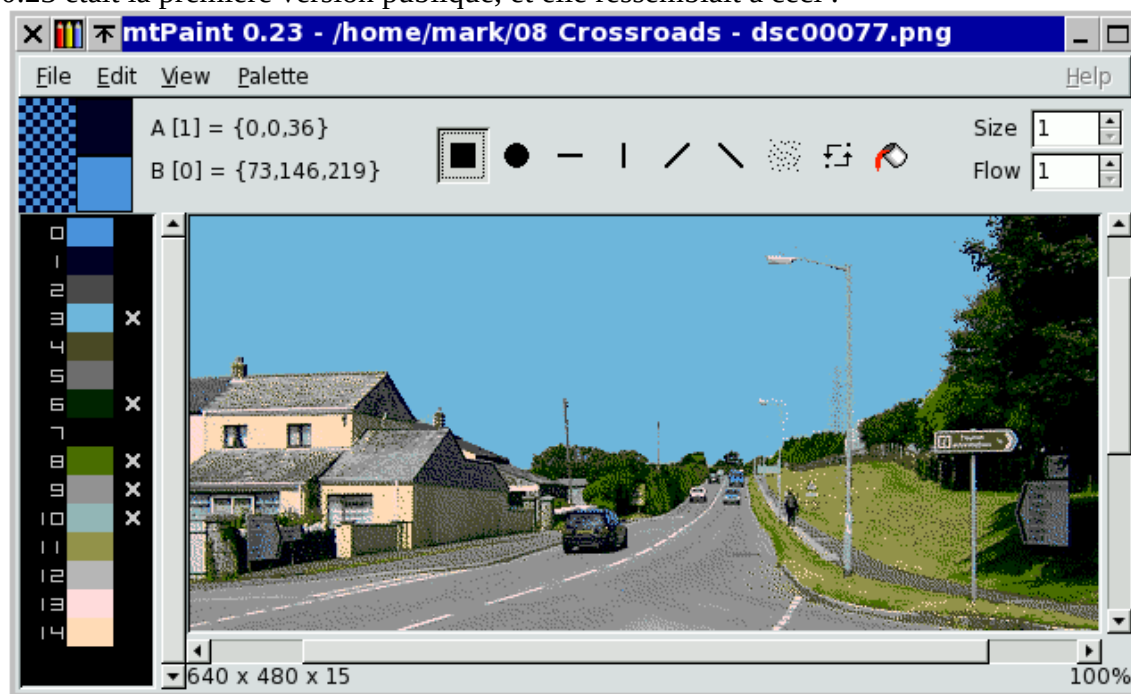 0.23 était la première version publique, et elle ressemblait à ceci :
mtPaint 0.23 - /home/mark/08 Crossroads - dsc00077.png
File Edit View Palette Help
A [1] = {0,0,36}
B [0] = {73,146,219}
Size 1
Flow 1
0
1
2
3
4
5
6
7
8
9
10
11
12
13
14
640 x 480 x 15
100%